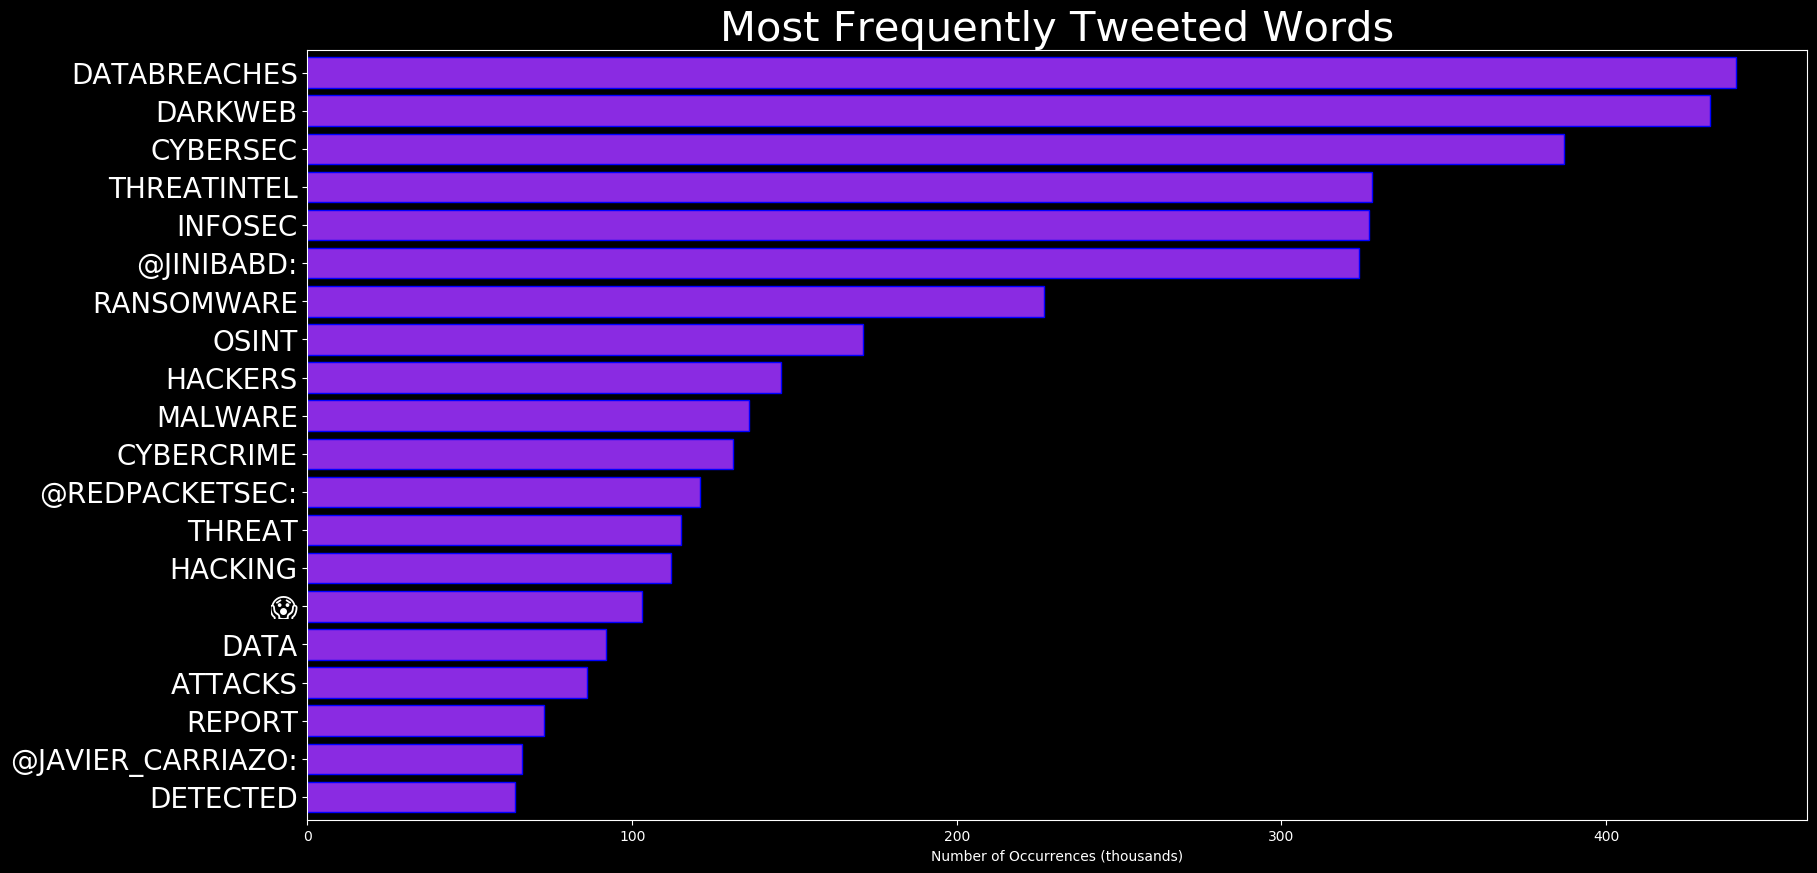 Most Frequently Tweeted Words
DATABREACHES
DARKWEB
CYBERSEC
THREATINTEL
INFOSEC
@JINIBABD:
RANSOMWARE
OSINT
HACKERS
MALWARE
CYBERCRIME
@REDPACKETSEC:
THREAT
HACKING
😱
DATA
ATTACKS
REPORT
@JAVIER_CARRIAZO:
DETECTED
0 100 200 300 400
Number of Occurrences (thousands)